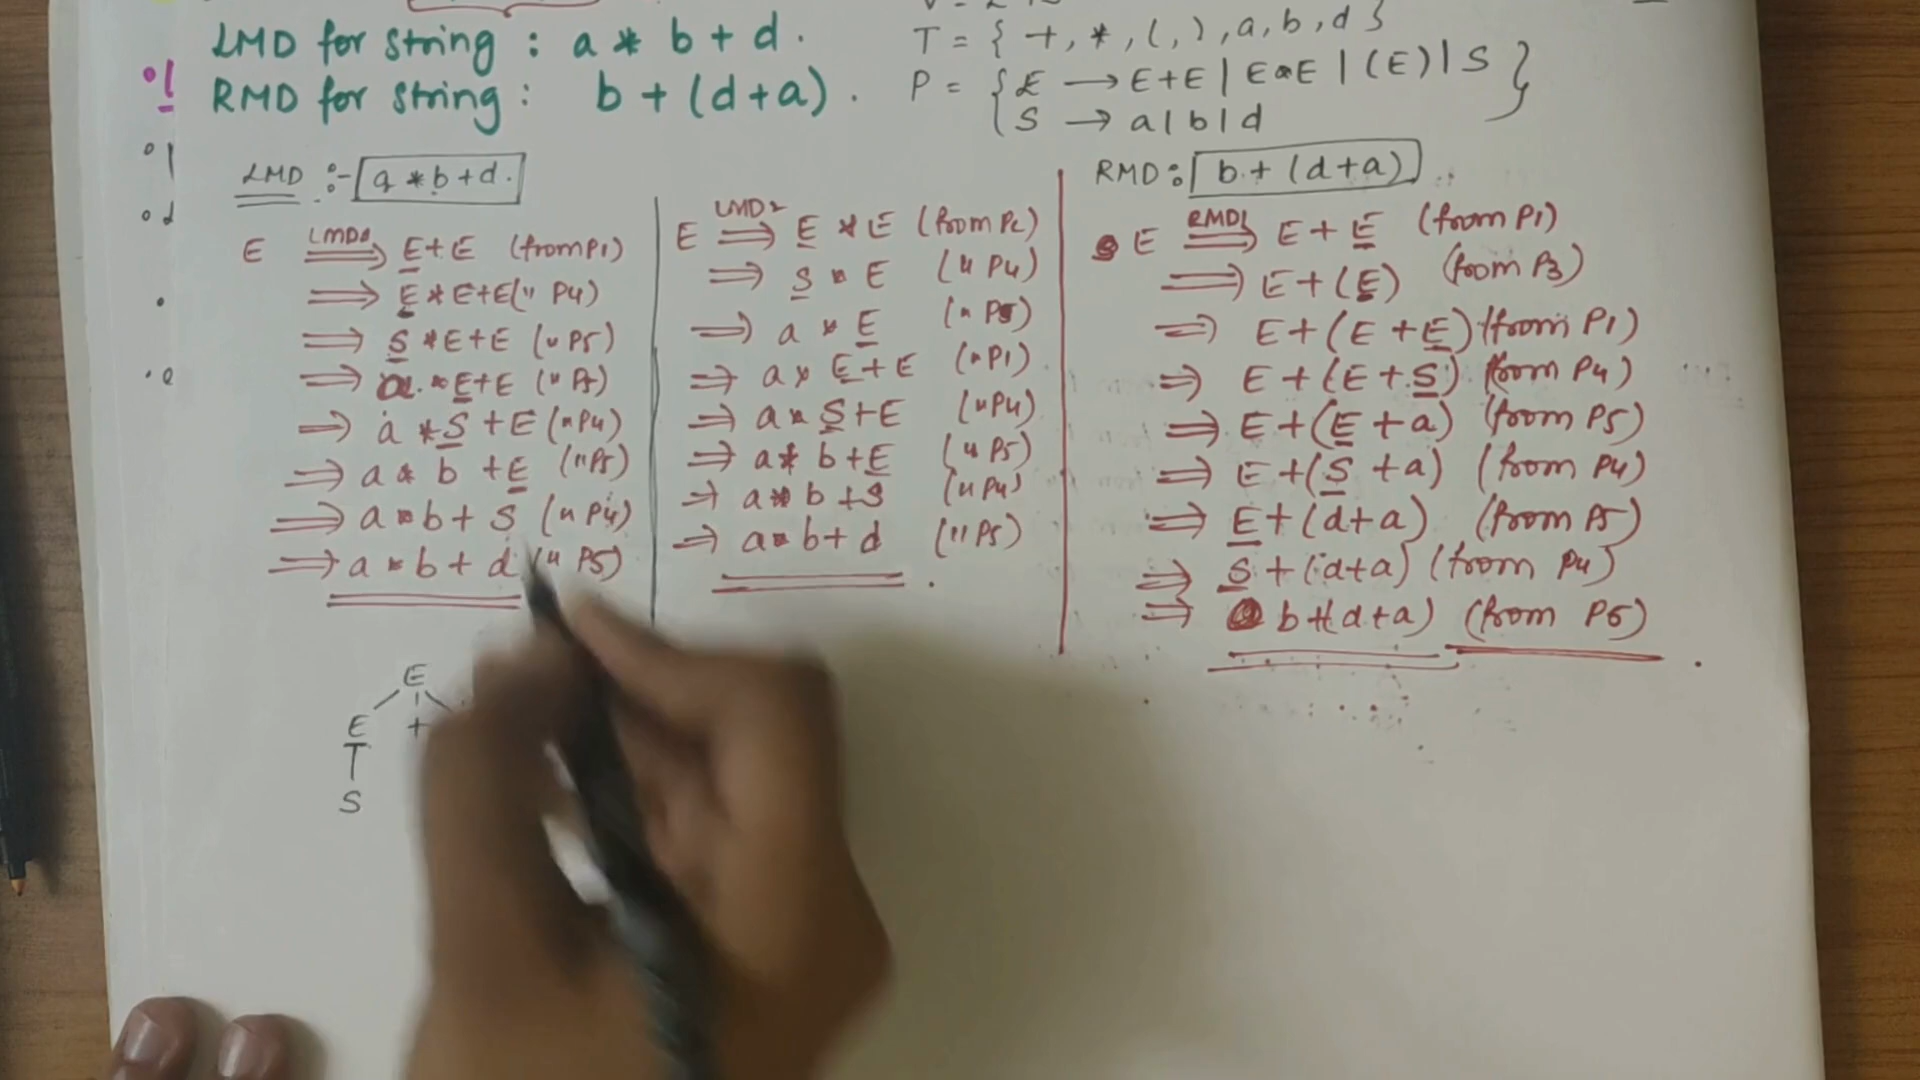 LMD for string : a * b + d .
RMD for string : b + (d+a) .
T = { +, *, (, ), a, b, d }
P = { E → E+E | E*E | (E) | S
S → a | b | d }
LMD :- a * b + d .
E LMD1 ⟹ E+E (from P1)
⟹ E * E+E (" P4)
⟹ S * E+E (" P5)
⟹ a * E+E (" P5)
⟹ a * S + E (" P4)
⟹ a * b + E ("P5)
⟹ a * b + S (" P4)
⟹ a * b + d (" P5)
E
E +
S
E LMD2 ⟹ E * E (from P2)
⟹ S * E (" P4)
⟹ a * E (" P5)
⟹ a * E+E (" P1)
⟹ a * S+E (" P4)
⟹ a * b + E (" P5)
⟹ a * b + S (" P4)
⟹ a * b + d (" P5)
RMD : b + (d+a)
E RMD1 ⟹ E + E (from P1)
⟹ E + (E) (from P3)
⟹ E + (E + E) (from P1)
⟹ E + (E + S) (from P4)
⟹ E + (E + a) (from P5)
⟹ E + (S + a) (from P4)
⟹ E + (d+a) (from P5)
⟹ S + (d+a) (from P4)
⟹ b + (d+a) (from P5)